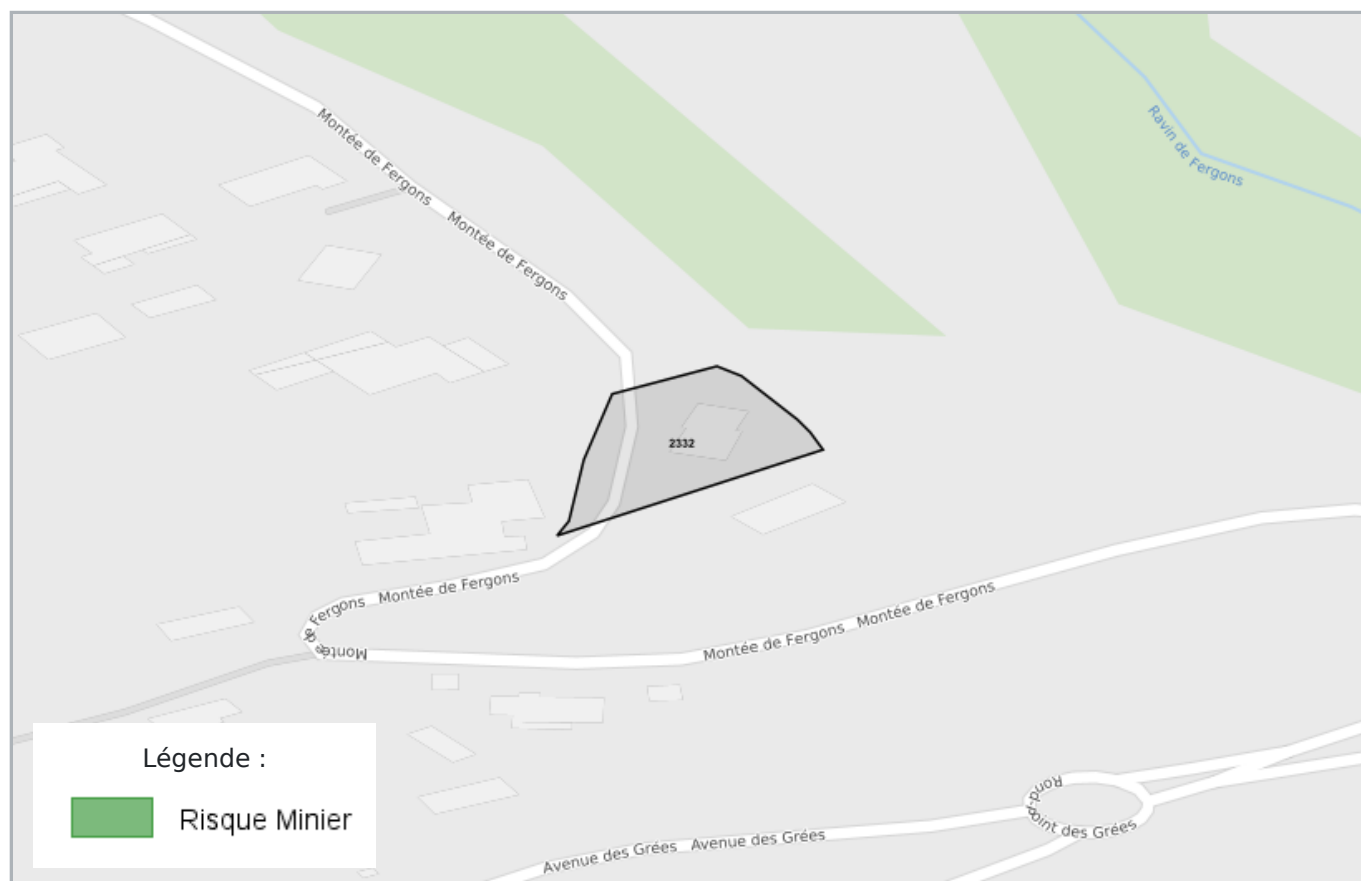 Montée de Fergons
Montée de Fergons
Ravin de Fergons
2332
Montée de Fergons
Montée de Fergons
Montée de Fergons
Montée de Fergons
Légende :
Risque Minier
Rond-point des Grées
Avenue des Grées
Avenue des Grées